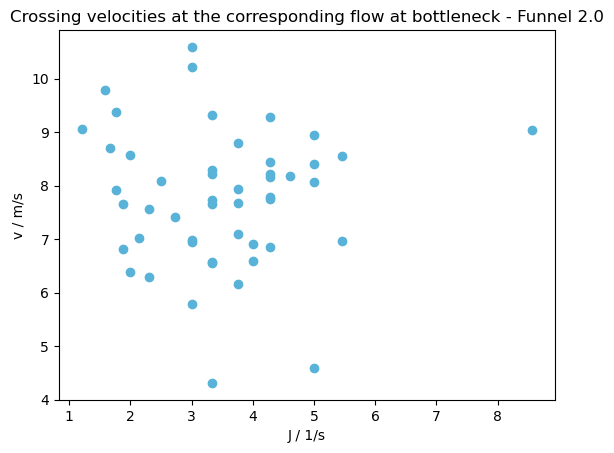 Crossing velocities at the corresponding flow at bottleneck - Funnel 2.0
10
9
8
7
6
5
4
v / m/s
1 2 3 4 5 6 7 8
J / 1/s